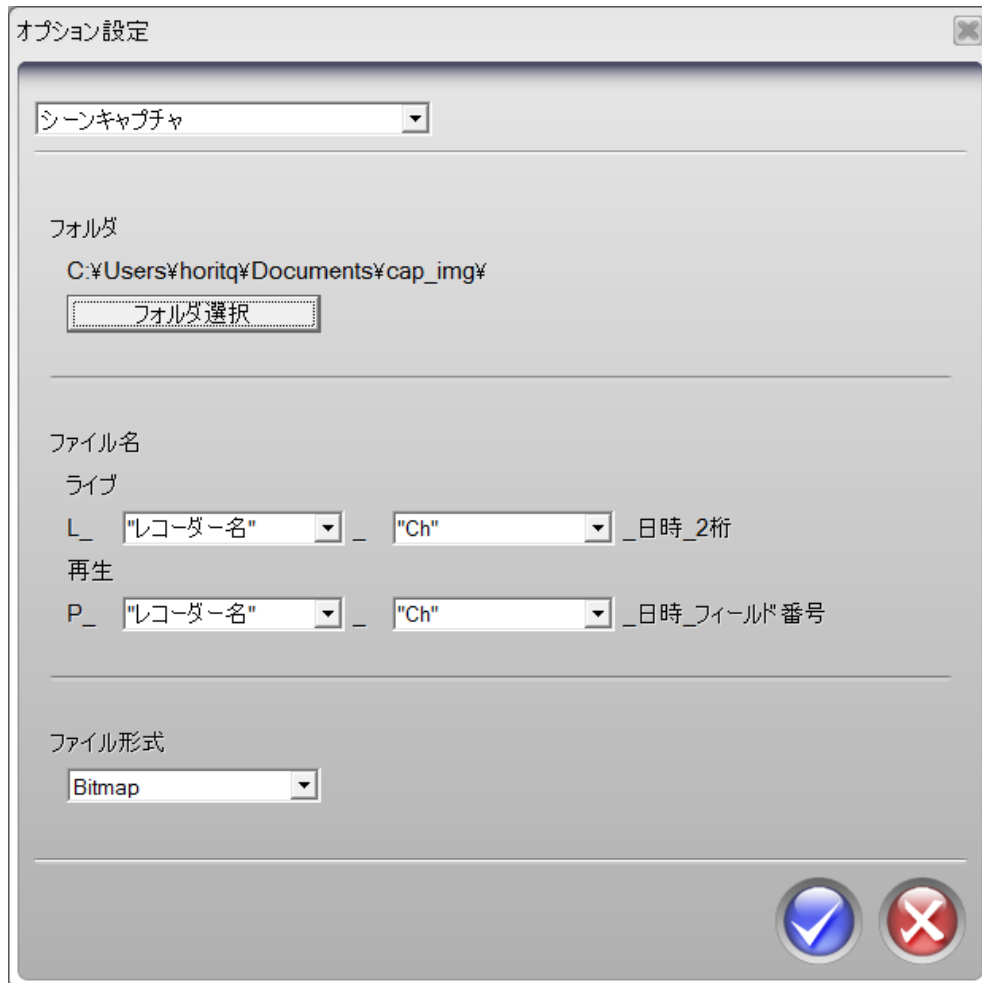 オプション設定
シーンキャプチャ
フォルダ
C:¥Users¥horitq¥Documents¥cap_img¥
フォルダ選択
ファイル名
ライブ
L_ "レコーダー名" _ "Ch" _日時_2桁
再生
P_ "レコーダー名" _ "Ch" _日時_フィールド番号
ファイル形式
Bitmap